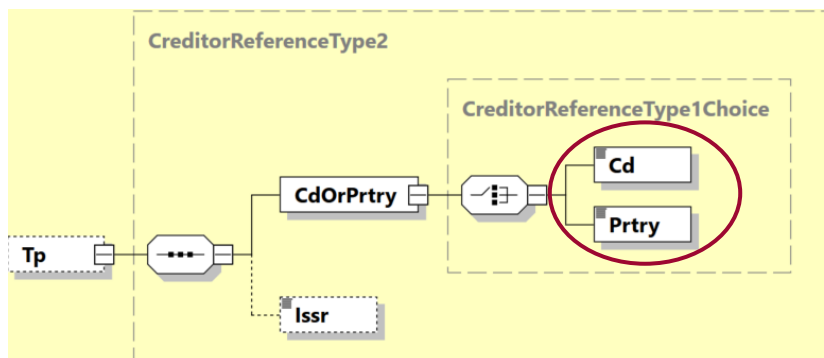 CreditorReferenceType2
CreditorReferenceType1Choice
Cd
CdOrPrtry
Prtry
Tp
Issr